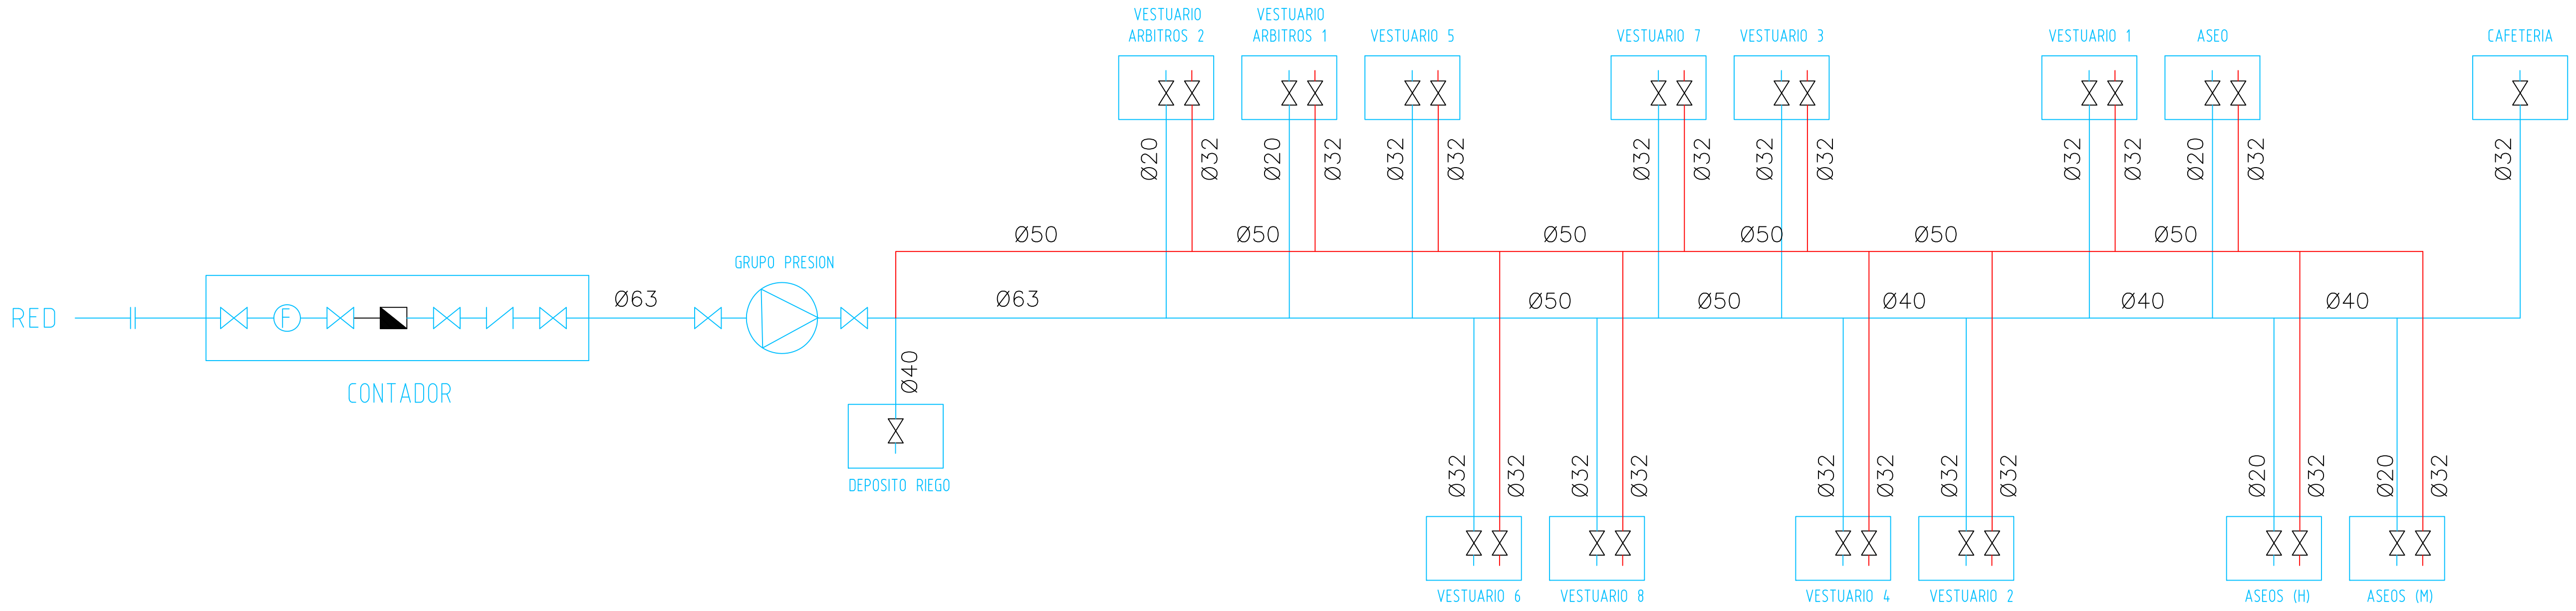 VESTUARIO
ARBITROS 2
VESTUARIO
ARBITROS 1
VESTUARIO 5
VESTUARIO 7
VESTUARIO 3
VESTUARIO 1
ASEO
CAFETERIA
Ø20
Ø32
Ø20
Ø32
Ø32
Ø32
Ø32
Ø32
Ø32
Ø32
Ø32
Ø32
Ø20
Ø32
Ø32
Ø50
Ø50
Ø50
Ø50
Ø50
Ø50
GRUPO PRESION
RED
Ø63
Ø63
Ø50
Ø50
Ø40
Ø40
Ø40
CONTADOR
F
Ø40
DEPOSITO RIEGO
Ø32
Ø32
Ø32
Ø32
Ø32
Ø32
Ø32
Ø32
Ø20
Ø32
Ø20
Ø32
VESTUARIO 6
VESTUARIO 8
VESTUARIO 4
VESTUARIO 2
ASEOS (H)
ASEOS (M)